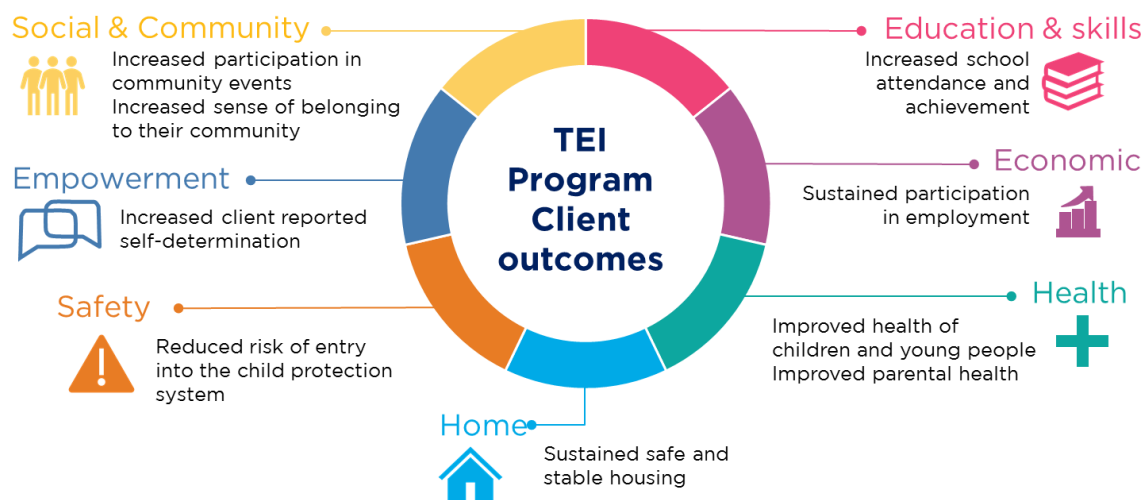 Social & Community
Increased participation in
community events
Increased sense of belonging
to their community
Empowerment
Increased client reported
self-determination
Safety
Reduced risk of entry
into the child protection
system
TEI
Program
Client
outcomes
Education & skills
Increased school
attendance and
achievement
Economic
Sustained participation
in employment
Health
Improved health of
children and young people
Improved parental health
Home
Sustained safe and
stable housing